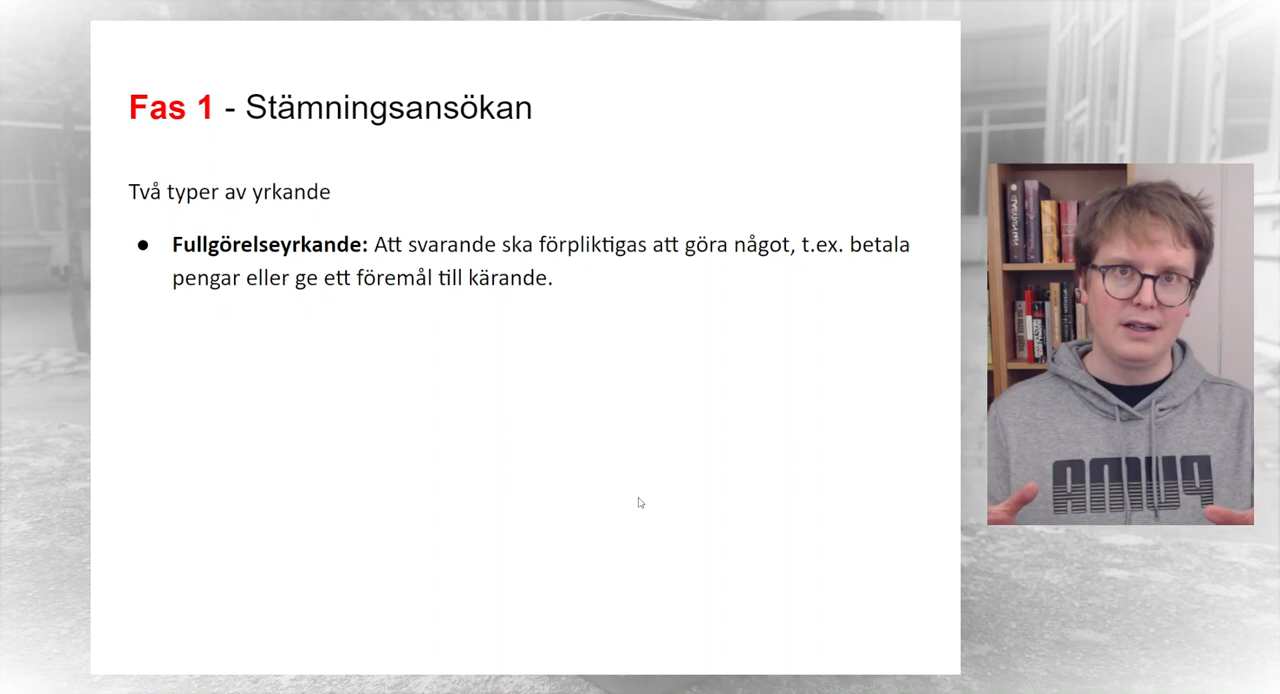 Fas 1 - Stämningsansökan
Två typer av yrkande
● Fullgörelseyrkande: Att svarande ska förpliktigas att göra något, t.ex. betala
pengar eller ge ett föremål till kärande.